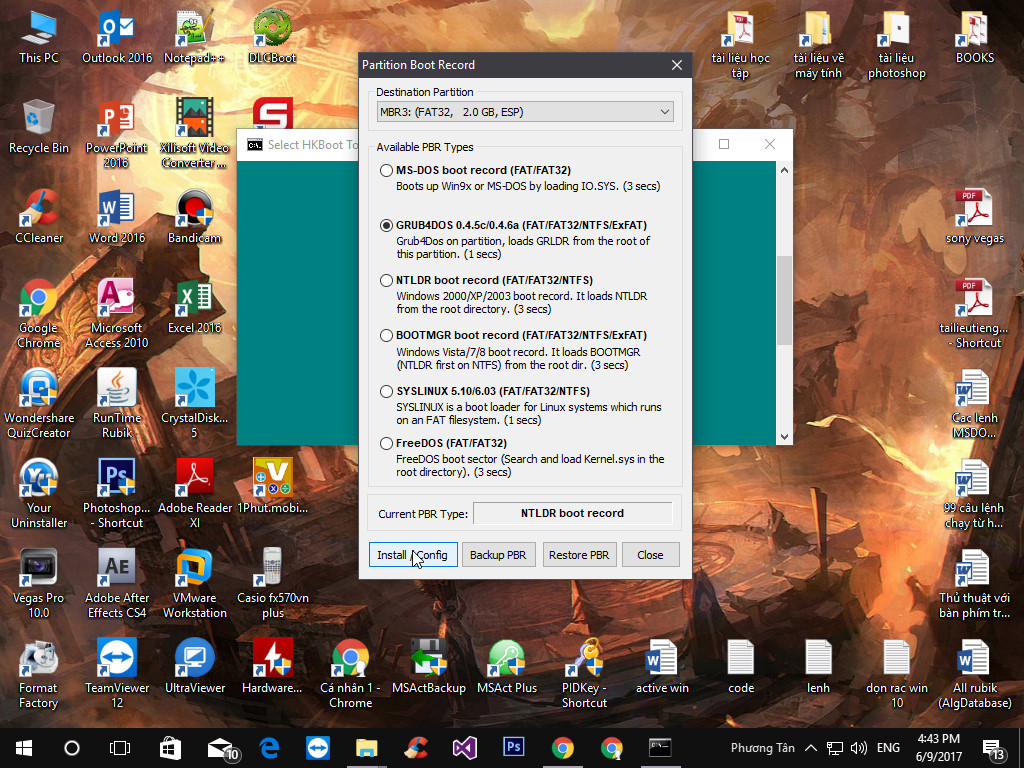 This PC
Outlook 2016
Notepad++
DLCBoot
tài liệu học
tập
tài liệu về
máy tính
tài liệu
photoshop
BOOKS
Recycle Bin
PowerPoint
2016
Xilisoft Video
Converter ...
CCleaner
Word 2016
Bandicam
sony vegas
Google
Chrome
Microsoft
Access 2010
Excel 2016
tailieutieng...
- Shortcut
Wondershare
QuizCreator
RunTime
Rubik
CrystalDisk...
5
Các lenh
MSDO...
Your
Uninstaller
Photoshop...
- Shortcut
Adobe Reader
XI
1Phut.mobi...
99 câu lệnh
chạy từ h...
Vegas Pro
10.0
Adobe After
Effects CS4
VMware
Workstation
Casio fx570vn
plus
Thủ thuật với
bàn phím tr...
Format
Factory
TeamViewer
12
UltraViewer
Hardware...
Cá nhân 1 -
Chrome
MSActBackup
MSAct Plus
PIDKey -
Shortcut
active win
code
lenh
dọn rac win
10
All rubik
(AlgDatabase)
Select HKBoot To
Partition Boot Record
Destination Partition
MBR3: (FAT32, 2.0 GB, ESP)
Available PBR Types
MS-DOS boot record (FAT/FAT32)
Boots up Win9x or MS-DOS by loading IO.SYS. (3 secs)
GRUB4DOS 0.4.5c/0.4.6a (FAT/FAT32/NTFS/ExFAT)
Grub4Dos on partition, loads GRLDR from the root of
this partition. (1 secs)
NTLDR boot record (FAT/FAT32/NTFS)
Windows 2000/XP/2003 boot record. It loads NTLDR
from the root directory. (3 secs)
BOOTMGR boot record (FAT/FAT32/NTFS/ExFAT)
Windows Vista/7/8 boot record. It loads BOOTMGR
(NTLDR first on NTFS) from the root dir. (3 secs)
SYSLINUX 5.10/6.03 (FAT/FAT32/NTFS)
SYSLINUX is a boot loader for Linux systems which runs
on an FAT filesystem. (1 secs)
FreeDOS (FAT/FAT32)
FreeDOS boot sector (Search and load Kernel.sys in the
root directory). (3 secs)
Current PBR Type: NTLDR boot record
Install / Config
Backup PBR
Restore PBR
Close
10
Phương Tân
ENG
4:43 PM
6/9/2017
13